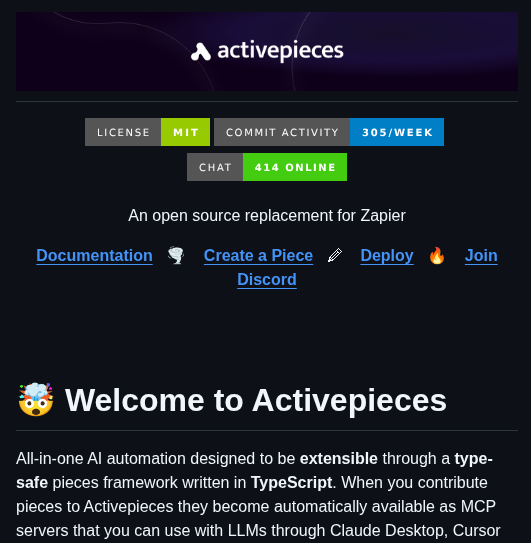 activepieces
LICENSE MIT COMMIT ACTIVITY 305/WEEK
CHAT 414 ONLINE
An open source replacement for Zapier
Documentation 🌪️ Create a Piece 🖉 Deploy 🔥 Join
Discord
🤯 Welcome to Activepieces
All-in-one AI automation designed to be extensible through a type-
safe pieces framework written in TypeScript. When you contribute
pieces to Activepieces they become automatically available as MCP
servers that you can use with LLMs through Claude Desktop, Cursor